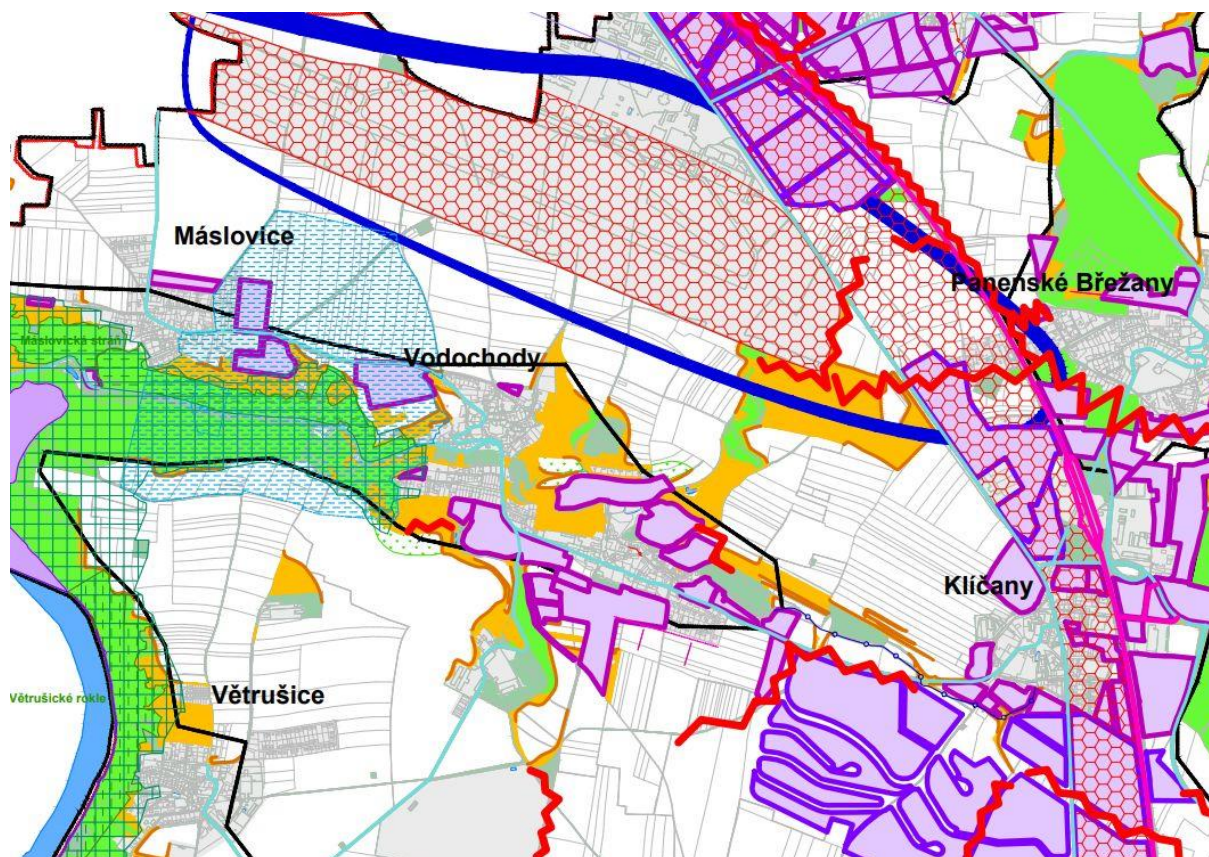 Máslovice
Panenské Břežany
Máslovická stráň
Vodochody
Klíčany
Větrušice
Větrušické rokle